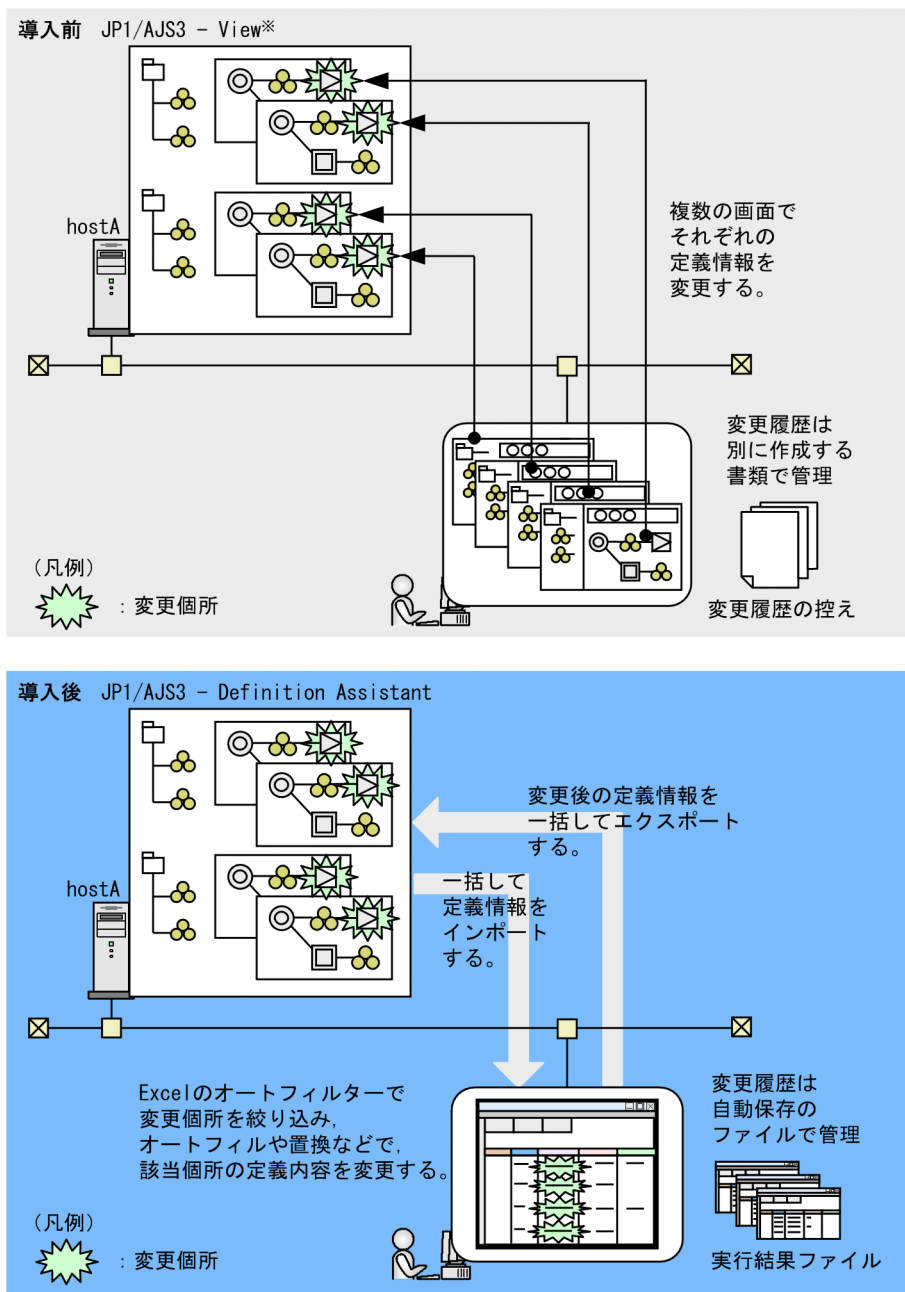 導入前 JP1/AJS3 - View※
hostA
複数の画面で
それぞれの
定義情報を
変更する。
変更履歴は
別に作成する
書類で管理
変更履歴の控え
（凡例）
：変更個所
導入後 JP1/AJS3 - Definition Assistant
変更後の定義情報を
一括してエクスポート
する。
一括して
定義情報を
インポート
する。
hostA
Excelのオートフィルターで
変更個所を絞り込み，
オートフィルや置換などで，
該当個所の定義内容を変更する。
変更履歴は
自動保存の
ファイルで管理
実行結果ファイル
（凡例）
：変更個所